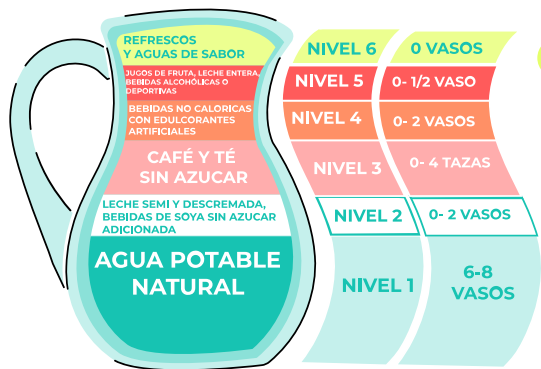 REFRESCOS
Y AGUAS DE SABOR
NIVEL 6
0 VASOS
JUGOS DE FRUTA, LECHE ENTERA,
BEBIDAS ALCOHÓLICAS O
DEPORTIVAS
NIVEL 5
0- 1/2 VASO
BEBIDAS NO CALORICAS
CON EDULCORANTES
ARTIFICIALES
NIVEL 4
0- 2 VASOS
CAFÉ Y TÉ
SIN AZUCAR
NIVEL 3
0- 4 TAZAS
LECHE SEMI Y DESCREMADA,
BEBIDAS DE SOYA SIN AZUCAR
ADICIONADA
NIVEL 2
0- 2 VASOS
AGUA POTABLE
NATURAL
NIVEL 1
6-8
VASOS